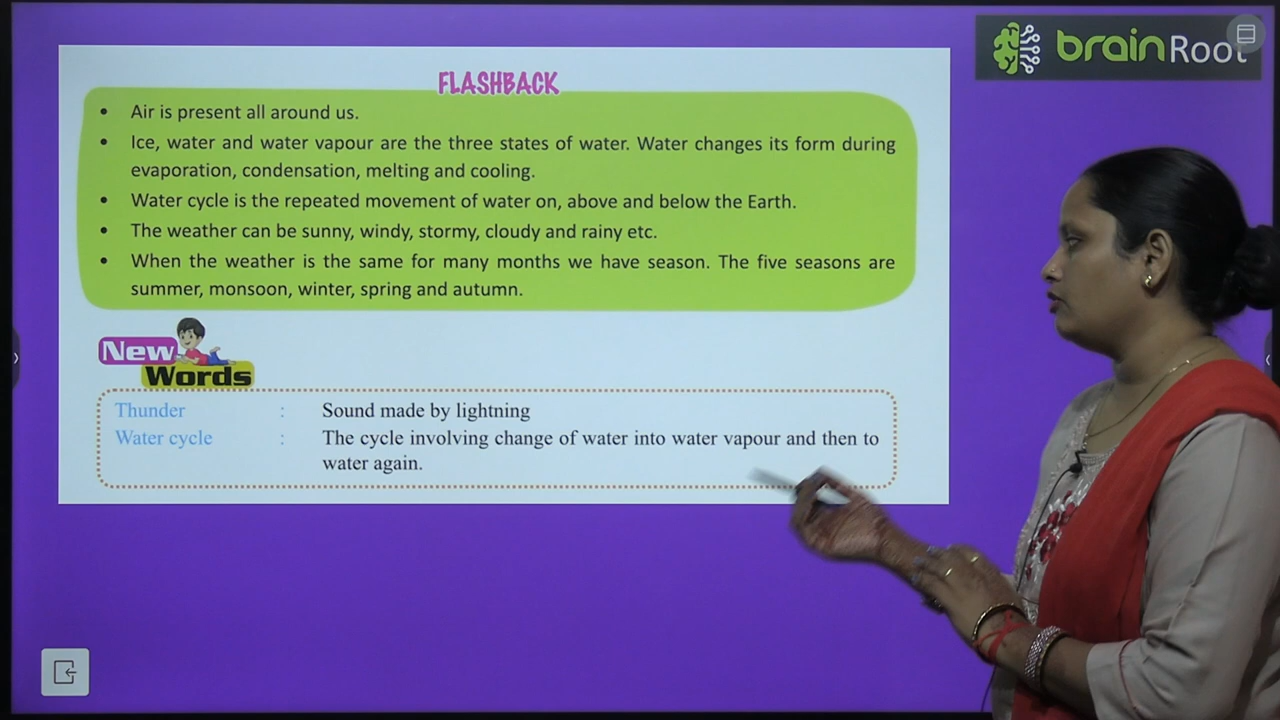 brainRoot
FLASHBACK
• Air is present all around us.
• Ice, water and water vapour are the three states of water. Water changes its form during
evaporation, condensation, melting and cooling.
• Water cycle is the repeated movement of water on, above and below the Earth.
• The weather can be sunny, windy, stormy, cloudy and rainy etc.
• When the weather is the same for many months we have season. The five seasons are
summer, monsoon, winter, spring and autumn.
New
Words
Thunder : Sound made by lightning
Water cycle : The cycle involving change of water into water vapour and then to
water again.